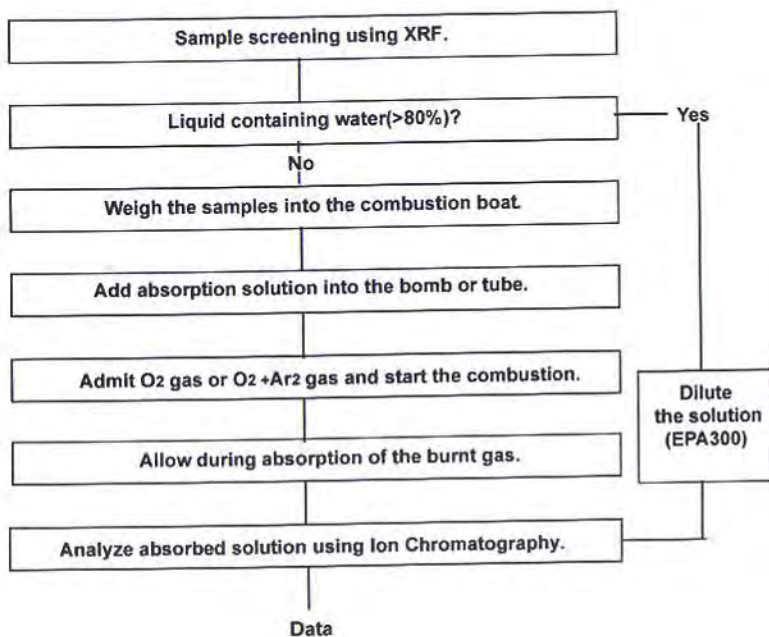 Sample screening using XRF.
Liquid containing water(>80%)?
Yes
No
Weigh the samples into the combustion boat.
Add absorption solution into the bomb or tube.
Admit O2 gas or O2 +Ar2 gas and start the combustion.
Dilute
the solution
(EPA300)
Allow during absorption of the burnt gas.
Analyze absorbed solution using Ion Chromatography.
Data